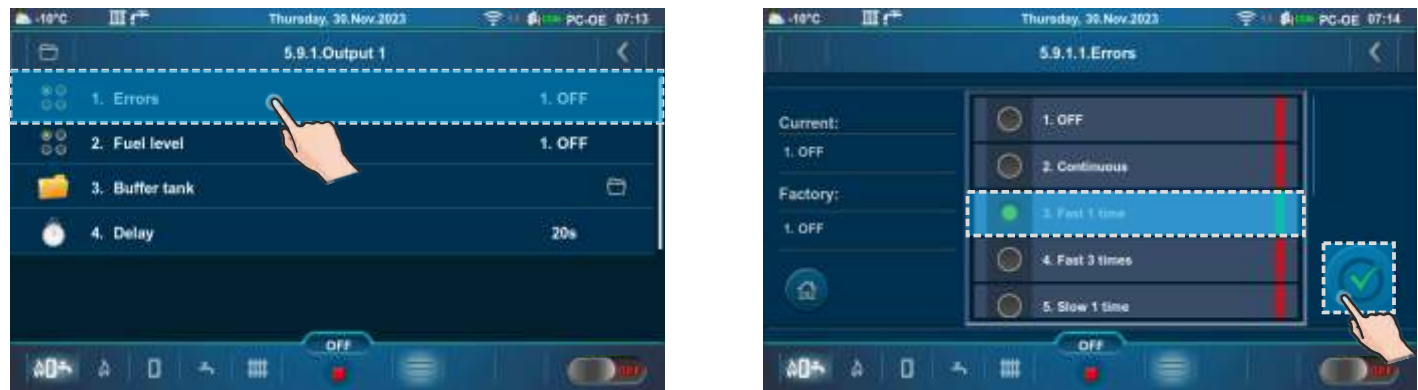 -10°C Thursday, 30.Nov.2023 PC-OE 07:13
5.9.1.Output 1
1. Errors 1. OFF
2. Fuel level 1. OFF
3. Buffer tank
4. Delay 20s
OFF
OFF
-10°C Thursday, 30.Nov.2023 PC-OE 07:14
5.9.1.1.Errors
Current:
1. OFF
Factory:
1. OFF
1. OFF
2. Continuous
3. Fast 1 time
4. Fast 3 times
5. Slow 1 time
OFF
OFF